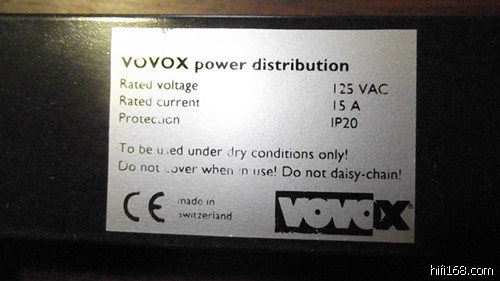 VOVOX power distribution
Rated voltage 125 VAC
Rated current 15 A
Protection IP20
To be used under dry conditions only!
Do not cover when in use! Do not daisy-chain!
CE made in
switzerland
VOVOX
hifi168.com